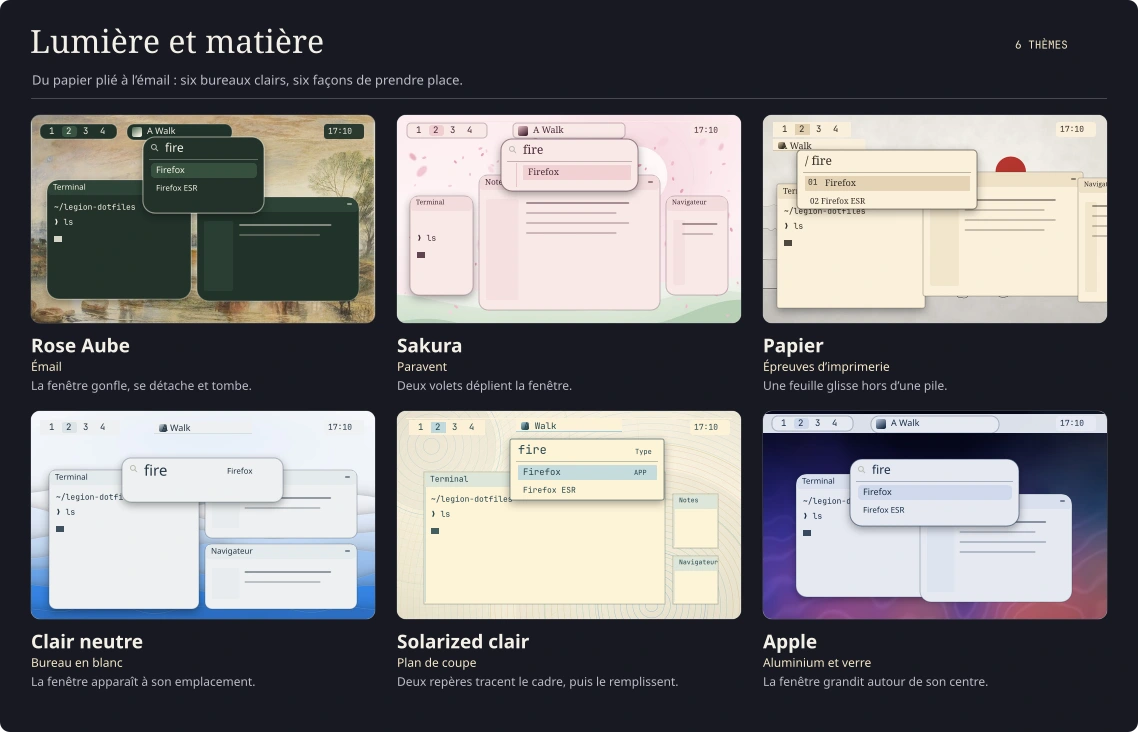 Lumière et matière
6 THÈMES
Du papier plié à l’émail : six bureaux clairs, six façons de prendre place.
1 2 3 4
A Walk
17:10
fire
Firefox
Firefox ESR
Terminal
~/legion-dotfiles
❯ ls
1 2 3 4
A Walk
17:10
fire
Firefox
Note
Terminal
Navigateur
❯ ls
1 2 3 4
17:10
Walk
/ fire
01 Firefox
02 Firefox ESR
Ter
Navigat
~/legion-dotfiles
❯ ls
Rose Aube
Émail
La fenêtre gonfle, se détache et tombe.
Sakura
Paravent
Deux volets déplient la fenêtre.
Papier
Épreuves d’imprimerie
Une feuille glisse hors d’une pile.
1 2 3 4
Walk
17:10
fire
Firefox
Terminal
~/legion-dotfi
❯ ls
Navigateur
1 2 3 4
Walk
17:10
fire
Type
Firefox
APP
Firefox ESR
Terminal
~/legion-dotfiles
❯ ls
Notes
Navigateur
1 2 3 4
A Walk
17:10
fire
Firefox
Firefox ESR
Terminal
~/legion-d
❯ ls
Clair neutre
Bureau en blanc
La fenêtre apparaît à son emplacement.
Solarized clair
Plan de coupe
Deux repères tracent le cadre, puis le remplissent.
Apple
Aluminium et verre
La fenêtre grandit autour de son centre.